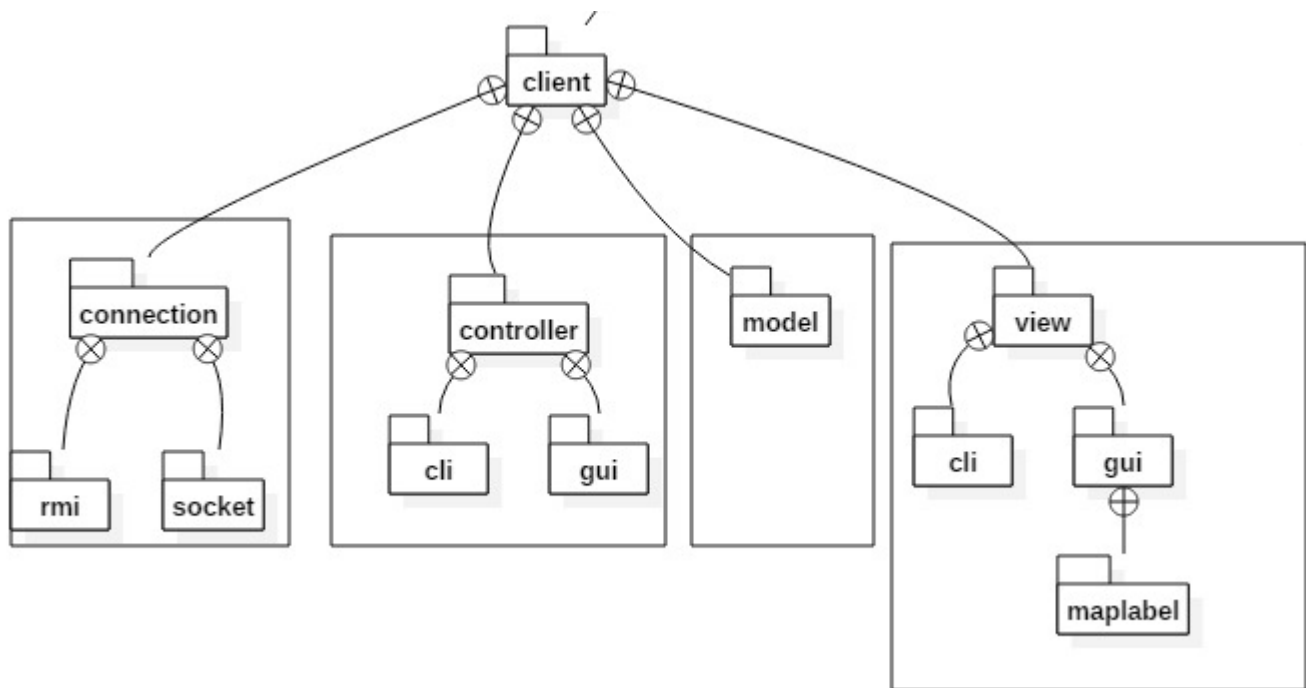 client
connection
controller
model
view
cli
gui
cli
gui
rmi
socket
maplabel